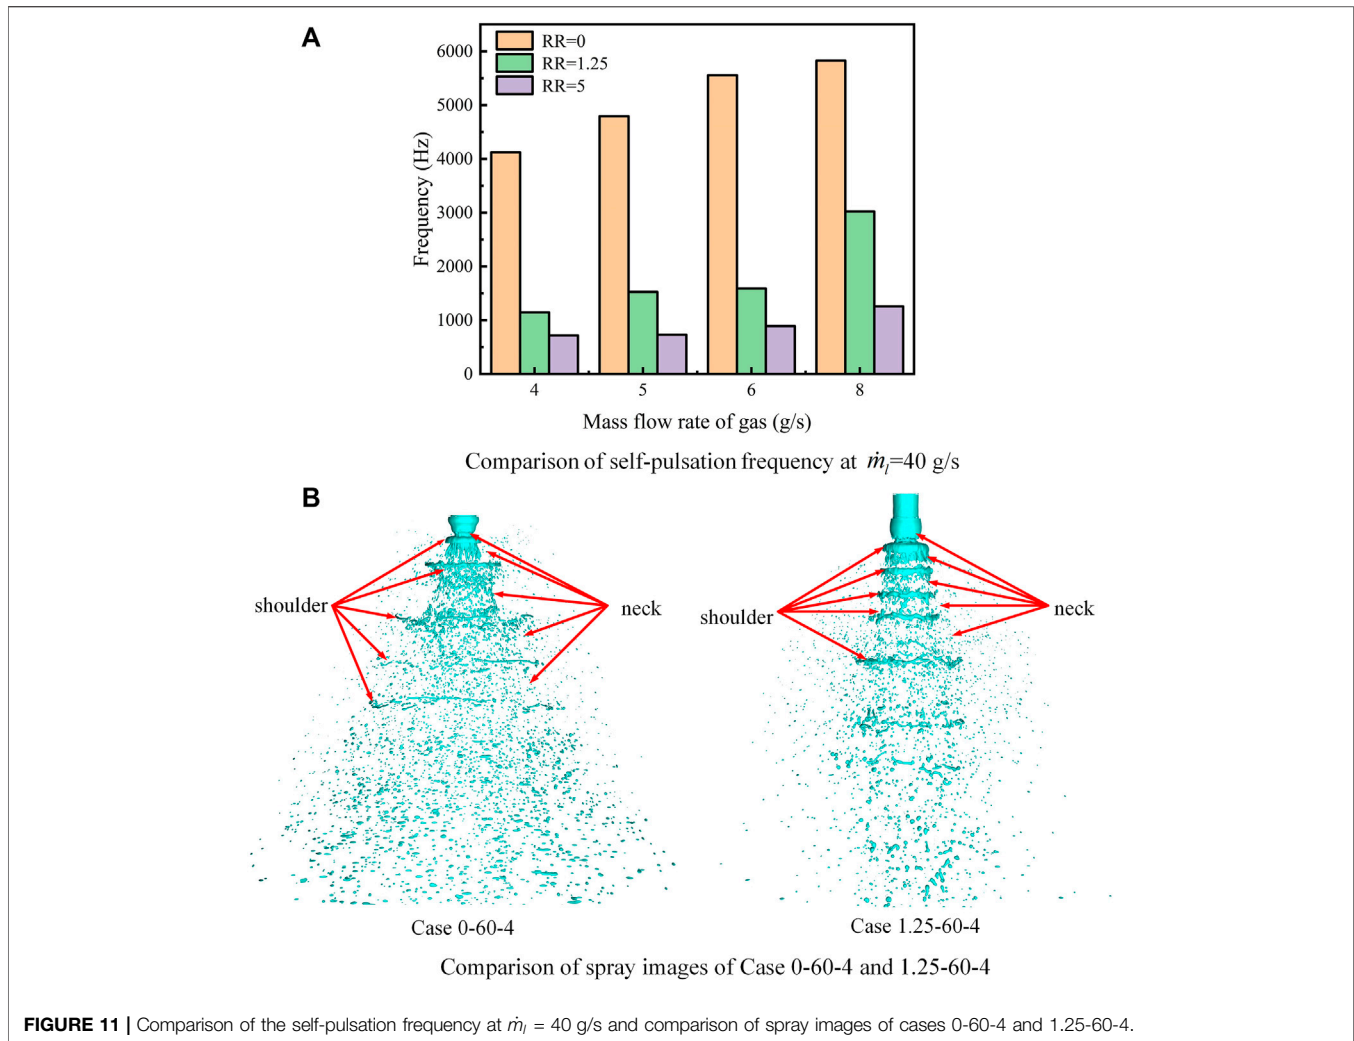 A
RR=0
RR=1.25
RR=5
6000
5000
4000
3000
2000
1000
0
Frequency (Hz)
4 5 6 8
Mass flow rate of gas (g/s)
Comparison of self-pulsation frequency at ṁₗ=40 g/s
B
shoulder
neck
shoulder
neck
Case 0-60-4
Case 1.25-60-4
Comparison of spray images of Case 0-60-4 and 1.25-60-4
FIGURE 11 | Comparison of the self-pulsation frequency at ṁₗ = 40 g/s and comparison of spray images of cases 0-60-4 and 1.25-60-4.